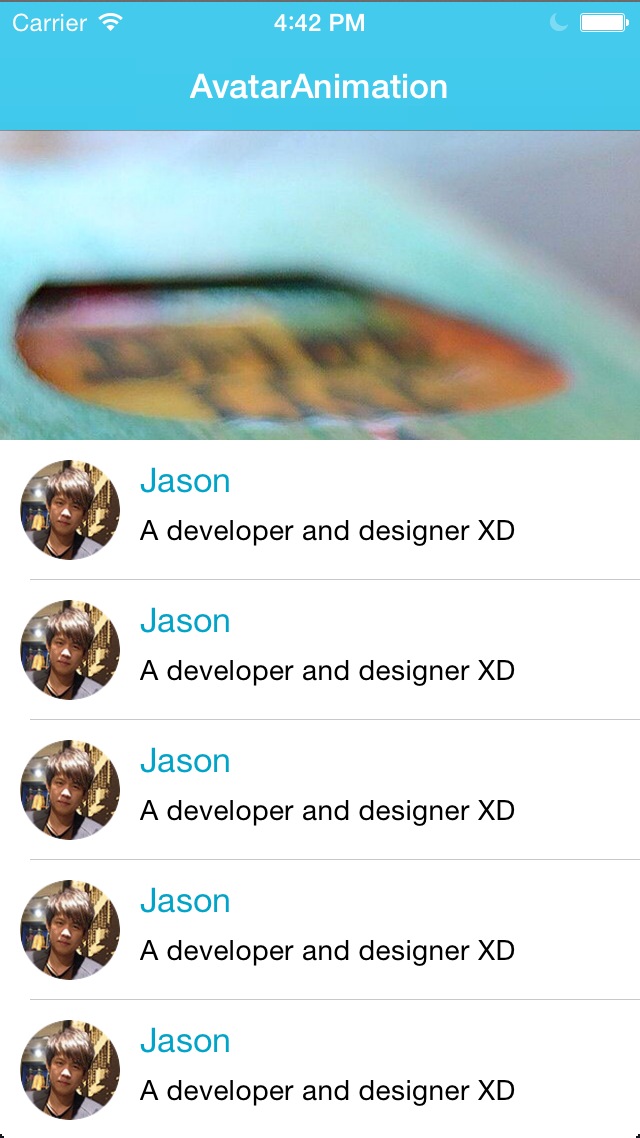 Carrier 4:42 PM
AvatarAnimation
Jason
A developer and designer XD
Jason
A developer and designer XD
Jason
A developer and designer XD
Jason
A developer and designer XD
Jason
A developer and designer XD